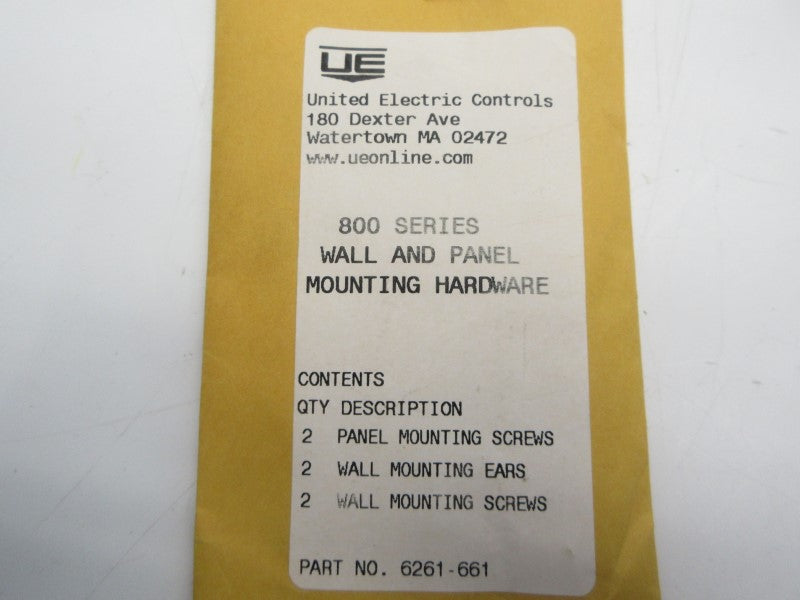 UE
United Electric Controls
180 Dexter Ave
Watertown MA 02472
www.ueonline.com
800 SERIES
WALL AND PANEL
MOUNTING HARDWARE
CONTENTS
QTY DESCRIPTION
2 PANEL MOUNTING SCREWS
2 WALL MOUNTING EARS
2 WALL MOUNTING SCREWS
PART NO. 6261-661